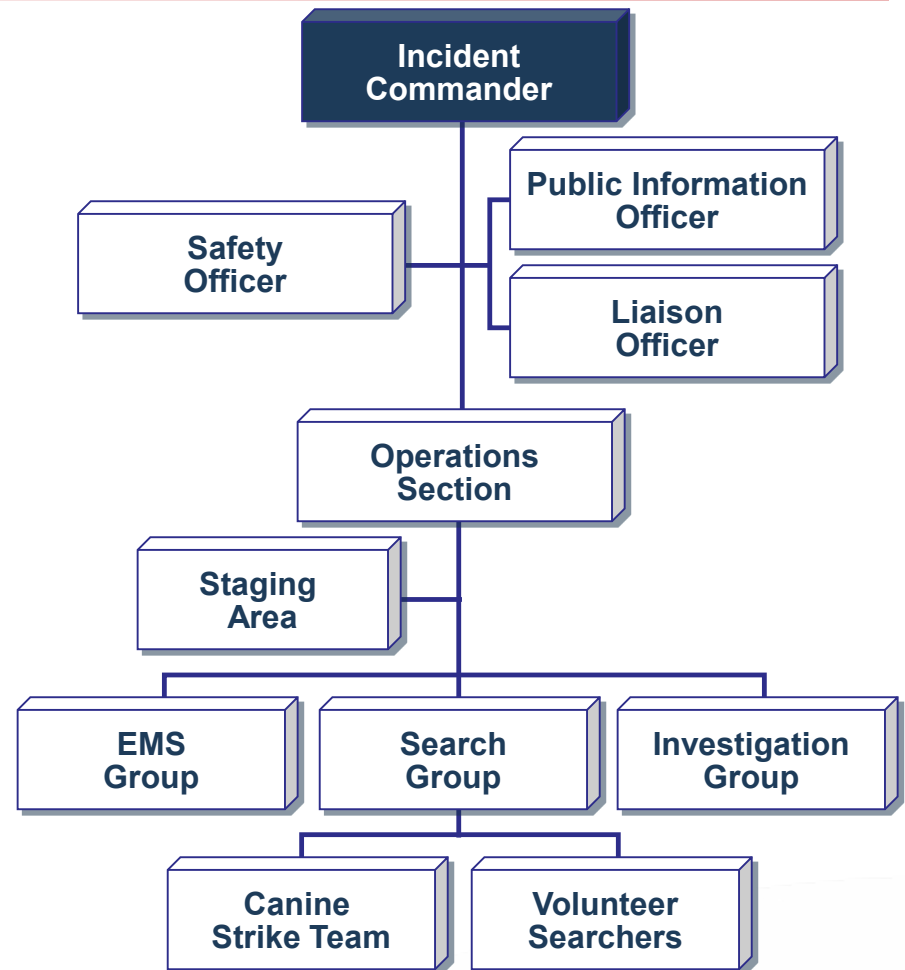 Incident
Commander
Public Information
Officer
Safety
Officer
Liaison
Officer
Operations
Section
Staging
Area
EMS
Group
Search
Group
Investigation
Group
Canine
Strike Team
Volunteer
Searchers